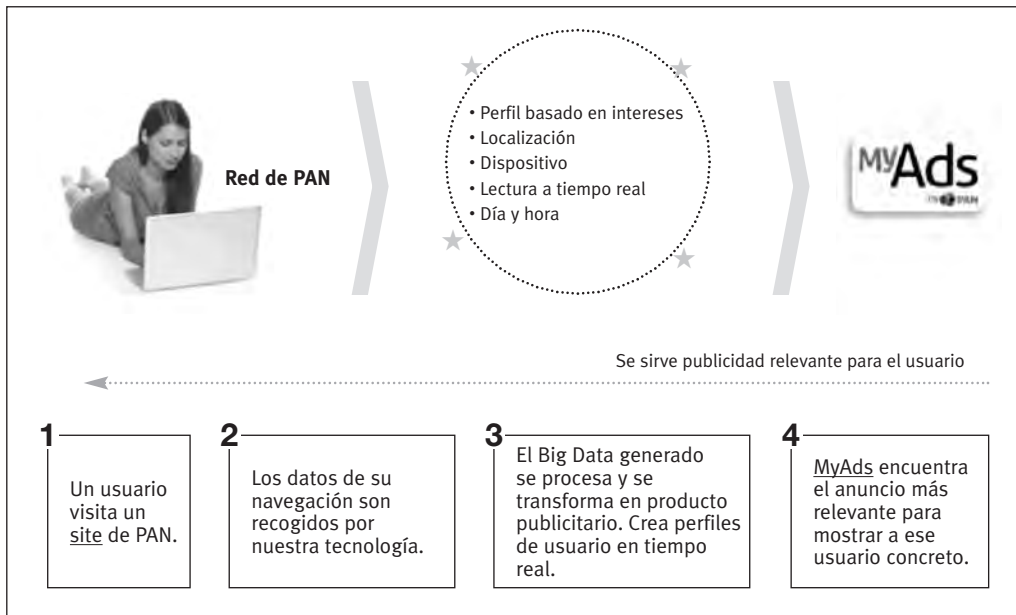 Red de PAN
• Perfil basado en intereses
• Localización
• Dispositivo
• Lectura a tiempo real
• Día y hora
MyAds
PAN
Se sirve publicidad relevante para el usuario
1
Un usuario
visita un
site de PAN.
2
Los datos de su
navegación son
recogidos por
nuestra tecnología.
3
El Big Data generado
se procesa y se
transforma en producto
publicitario. Crea perfiles
de usuario en tiempo
real.
4
MyAds encuentra
el anuncio más
relevante para
mostrar a ese
usuario concreto.